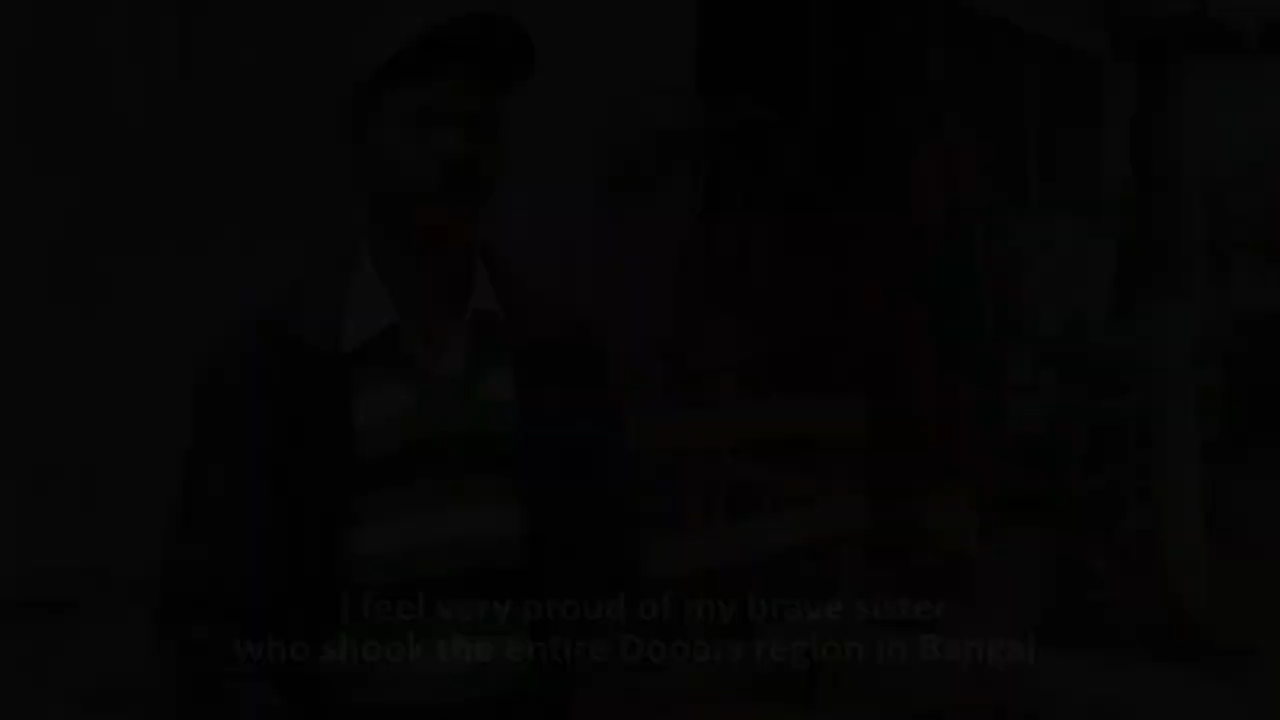 I feel very proud of my brave sister
who shook the entire Dooars region in Bengal